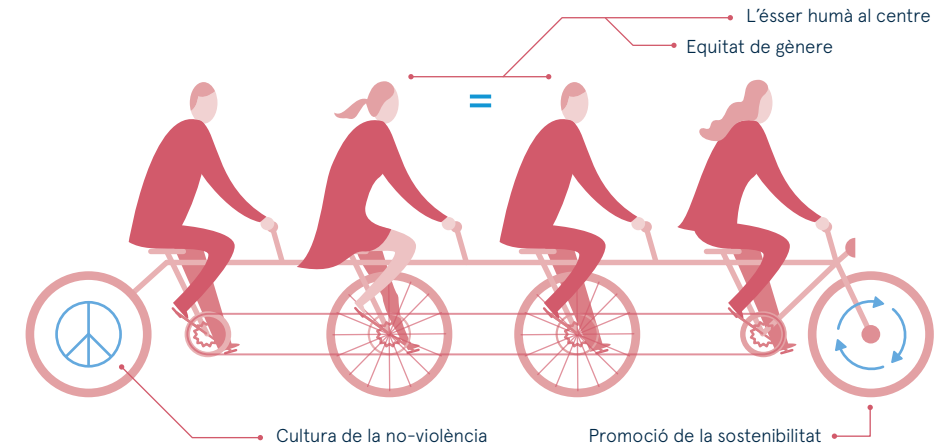 L’ésser humà al centre
Equitat de gènere
=
Cultura de la no-violència
Promoció de la sostenibilitat